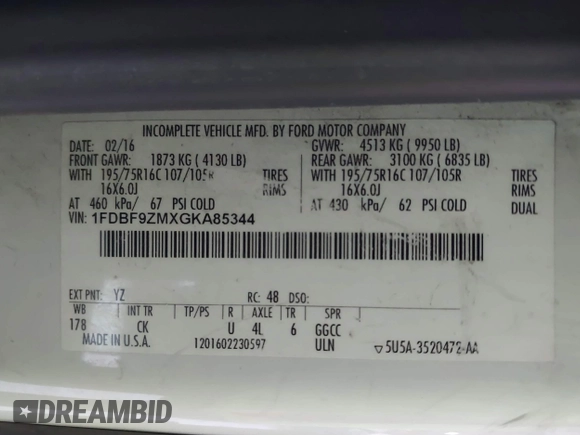 INCOMPLETE VEHICLE MFD. BY FORD MOTOR COMPANY
DATE: 02/16 GVWR: 4513 KG ( 9950 LB)
FRONT GAWR: 1873 KG ( 4130 LB) REAR GAWR: 3100 KG ( 6835 LB)
WITH 195/75R16C 107/105R TIRES WITH 195/75R16C 107/105R TIRES
16X6.0J RIMS 16X6.0J RIMS
AT 460 kPa/ 67 PSI COLD AT 430 kPa/ 62 PSI COLD DUAL
VIN: 1FDBF9ZMXGKA85344
EXT PNT: YZ RC: 48 DSO:
WB INT TR TP/PS R AXLE TR SPR
178 CK U 4L 6 GGCC
MADE IN U.S.A. 1201602230597 ULN ▽5U5A-3520472-AA
DREAMBID